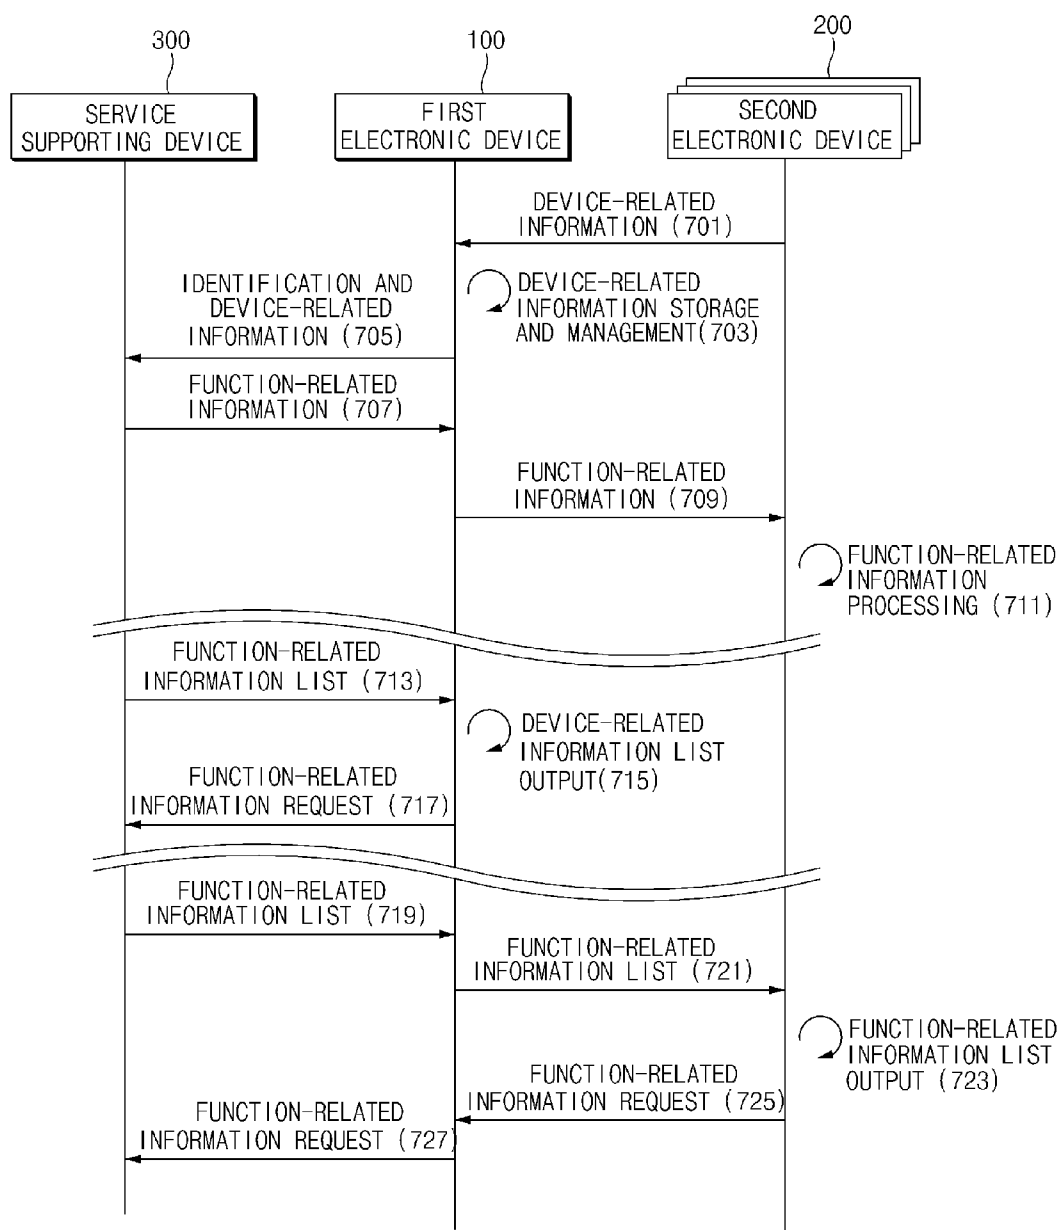 300
100
200
SERVICE
SUPPORTING DEVICE
FIRST
ELECTRONIC DEVICE
SECOND
ELECTRONIC DEVICE
DEVICE-RELATED
INFORMATION (701)
DEVICE-RELATED
INFORMATION STORAGE
AND MANAGEMENT(703)
IDENTIFICATION AND
DEVICE-RELATED
INFORMATION (705)
FUNCTION-RELATED
INFORMATION (707)
FUNCTION-RELATED
INFORMATION (709)
FUNCTION-RELATED
INFORMATION
PROCESSING (711)
FUNCTION-RELATED
INFORMATION LIST (713)
DEVICE-RELATED
INFORMATION LIST
OUTPUT(715)
FUNCTION-RELATED
INFORMATION REQUEST (717)
FUNCTION-RELATED
INFORMATION LIST (719)
FUNCTION-RELATED
INFORMATION LIST (721)
FUNCTION-RELATED
INFORMATION LIST
OUTPUT (723)
FUNCTION-RELATED
INFORMATION REQUEST (725)
FUNCTION-RELATED
INFORMATION REQUEST (727)